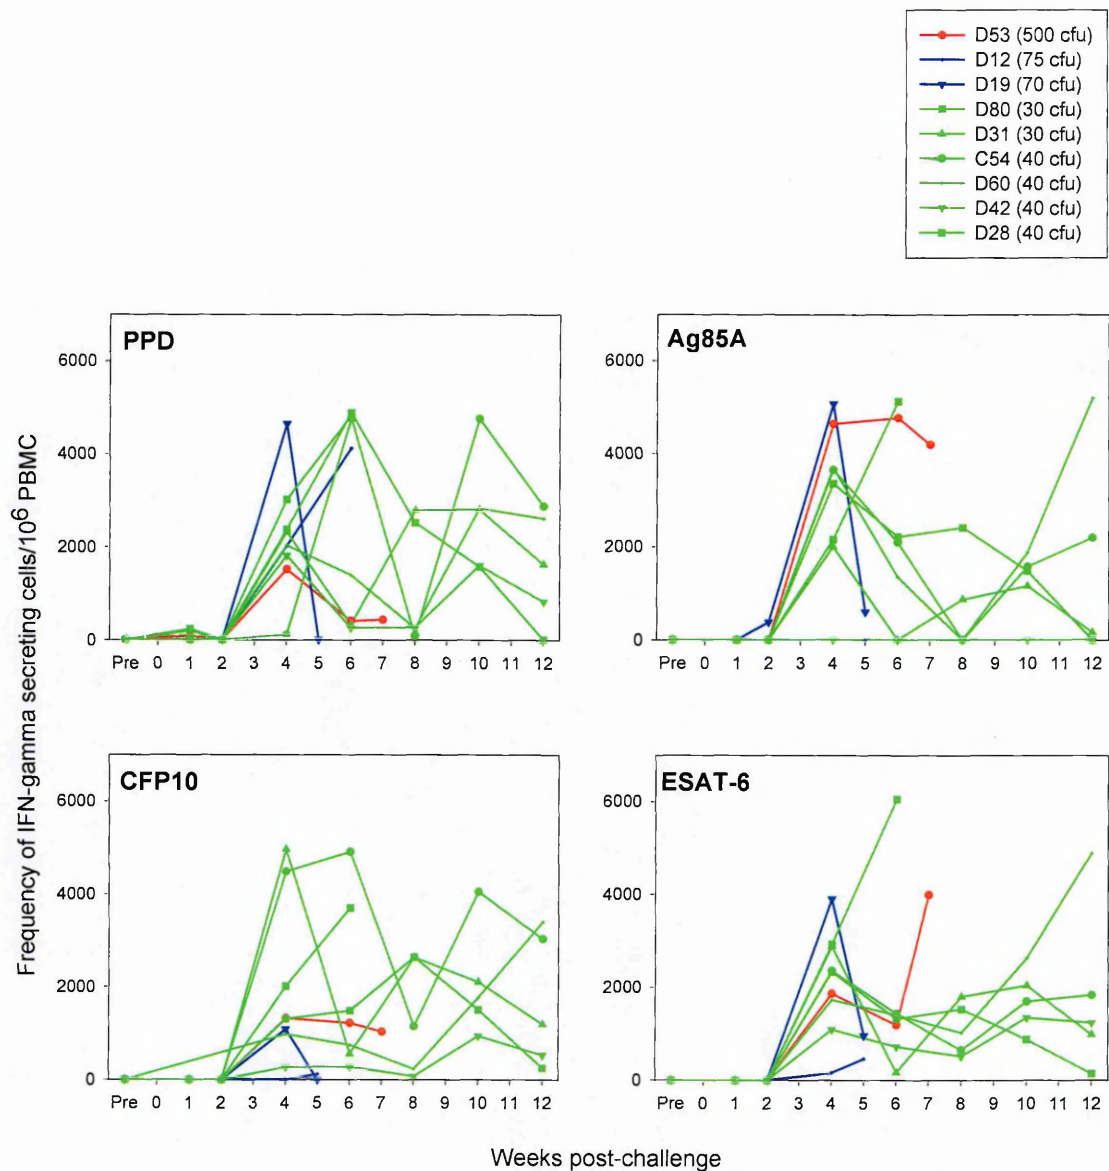 D53 (500 cfu)
D12 (75 cfu)
D19 (70 cfu)
D80 (30 cfu)
D31 (30 cfu)
C54 (40 cfu)
D60 (40 cfu)
D42 (40 cfu)
D28 (40 cfu)
Frequency of IFN-gamma secreting cells/10⁶ PBMC
PPD
6000
4000
2000
0
Pre 0 1 2 3 4 5 6 7 8 9 10 11 12
Ag85A
6000
4000
2000
0
Pre 0 1 2 3 4 5 6 7 8 9 10 11 12
CFP10
6000
4000
2000
0
Pre 0 1 2 3 4 5 6 7 8 9 10 11 12
ESAT-6
6000
4000
2000
0
Pre 0 1 2 3 4 5 6 7 8 9 10 11 12
Weeks post-challenge